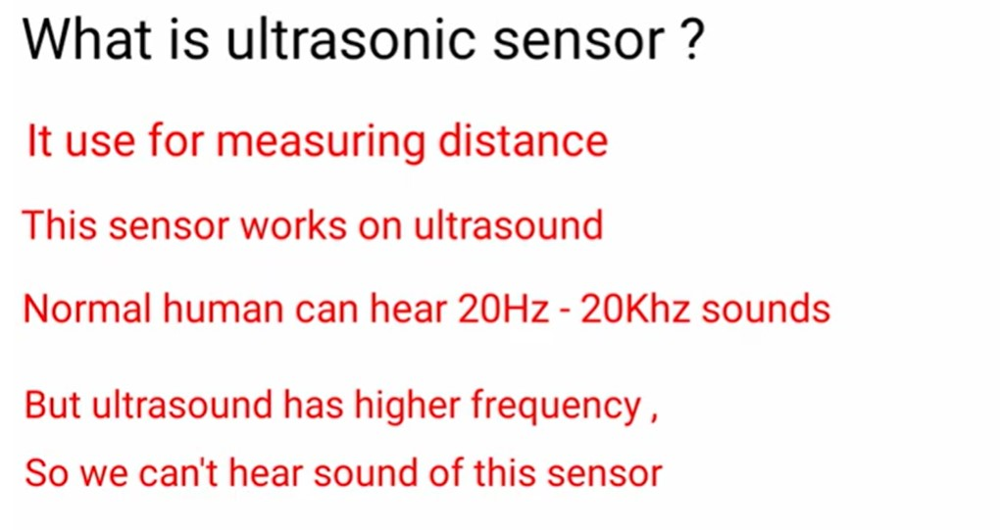 What is ultrasonic sensor ?
It use for measuring distance
This sensor works on ultrasound
Normal human can hear 20Hz - 20Khz sounds
But ultrasound has higher frequency ,
So we can't hear sound of this sensor